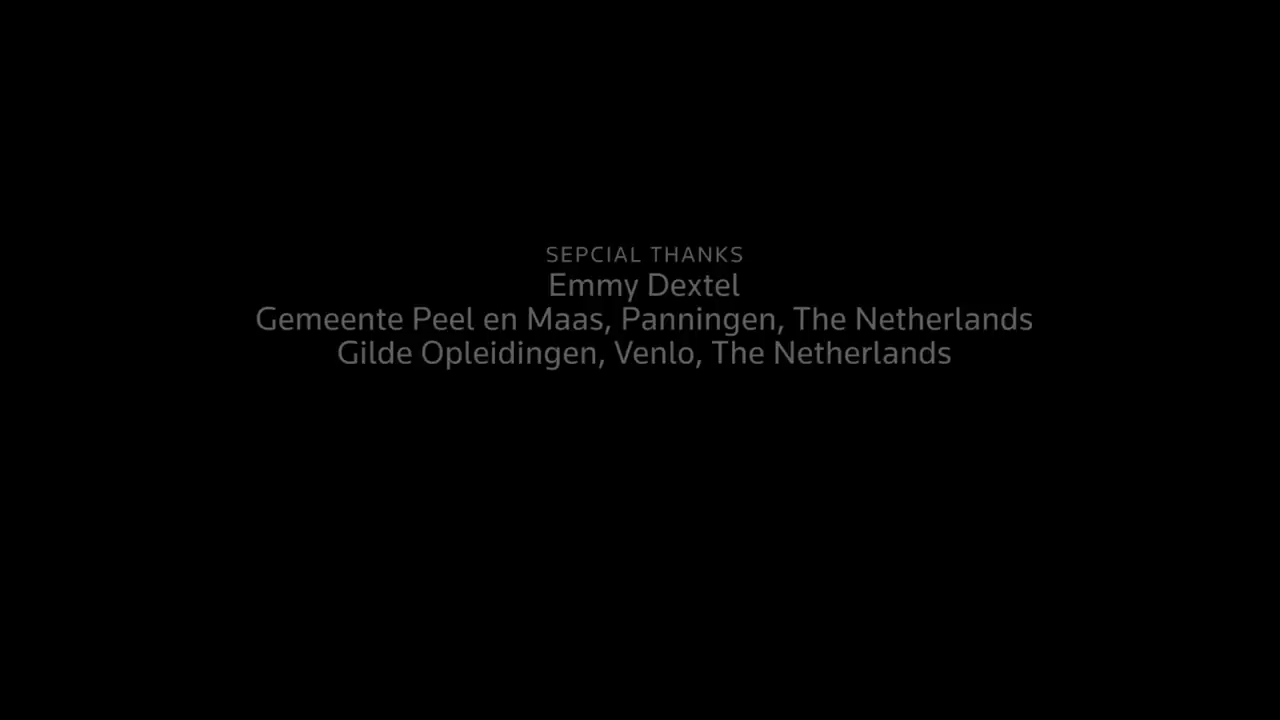 SEPCIAL THANKS
Emmy Dextel
Gemeente Peel en Maas, Panningen, The Netherlands
Gilde Opleidingen, Venlo, The Netherlands